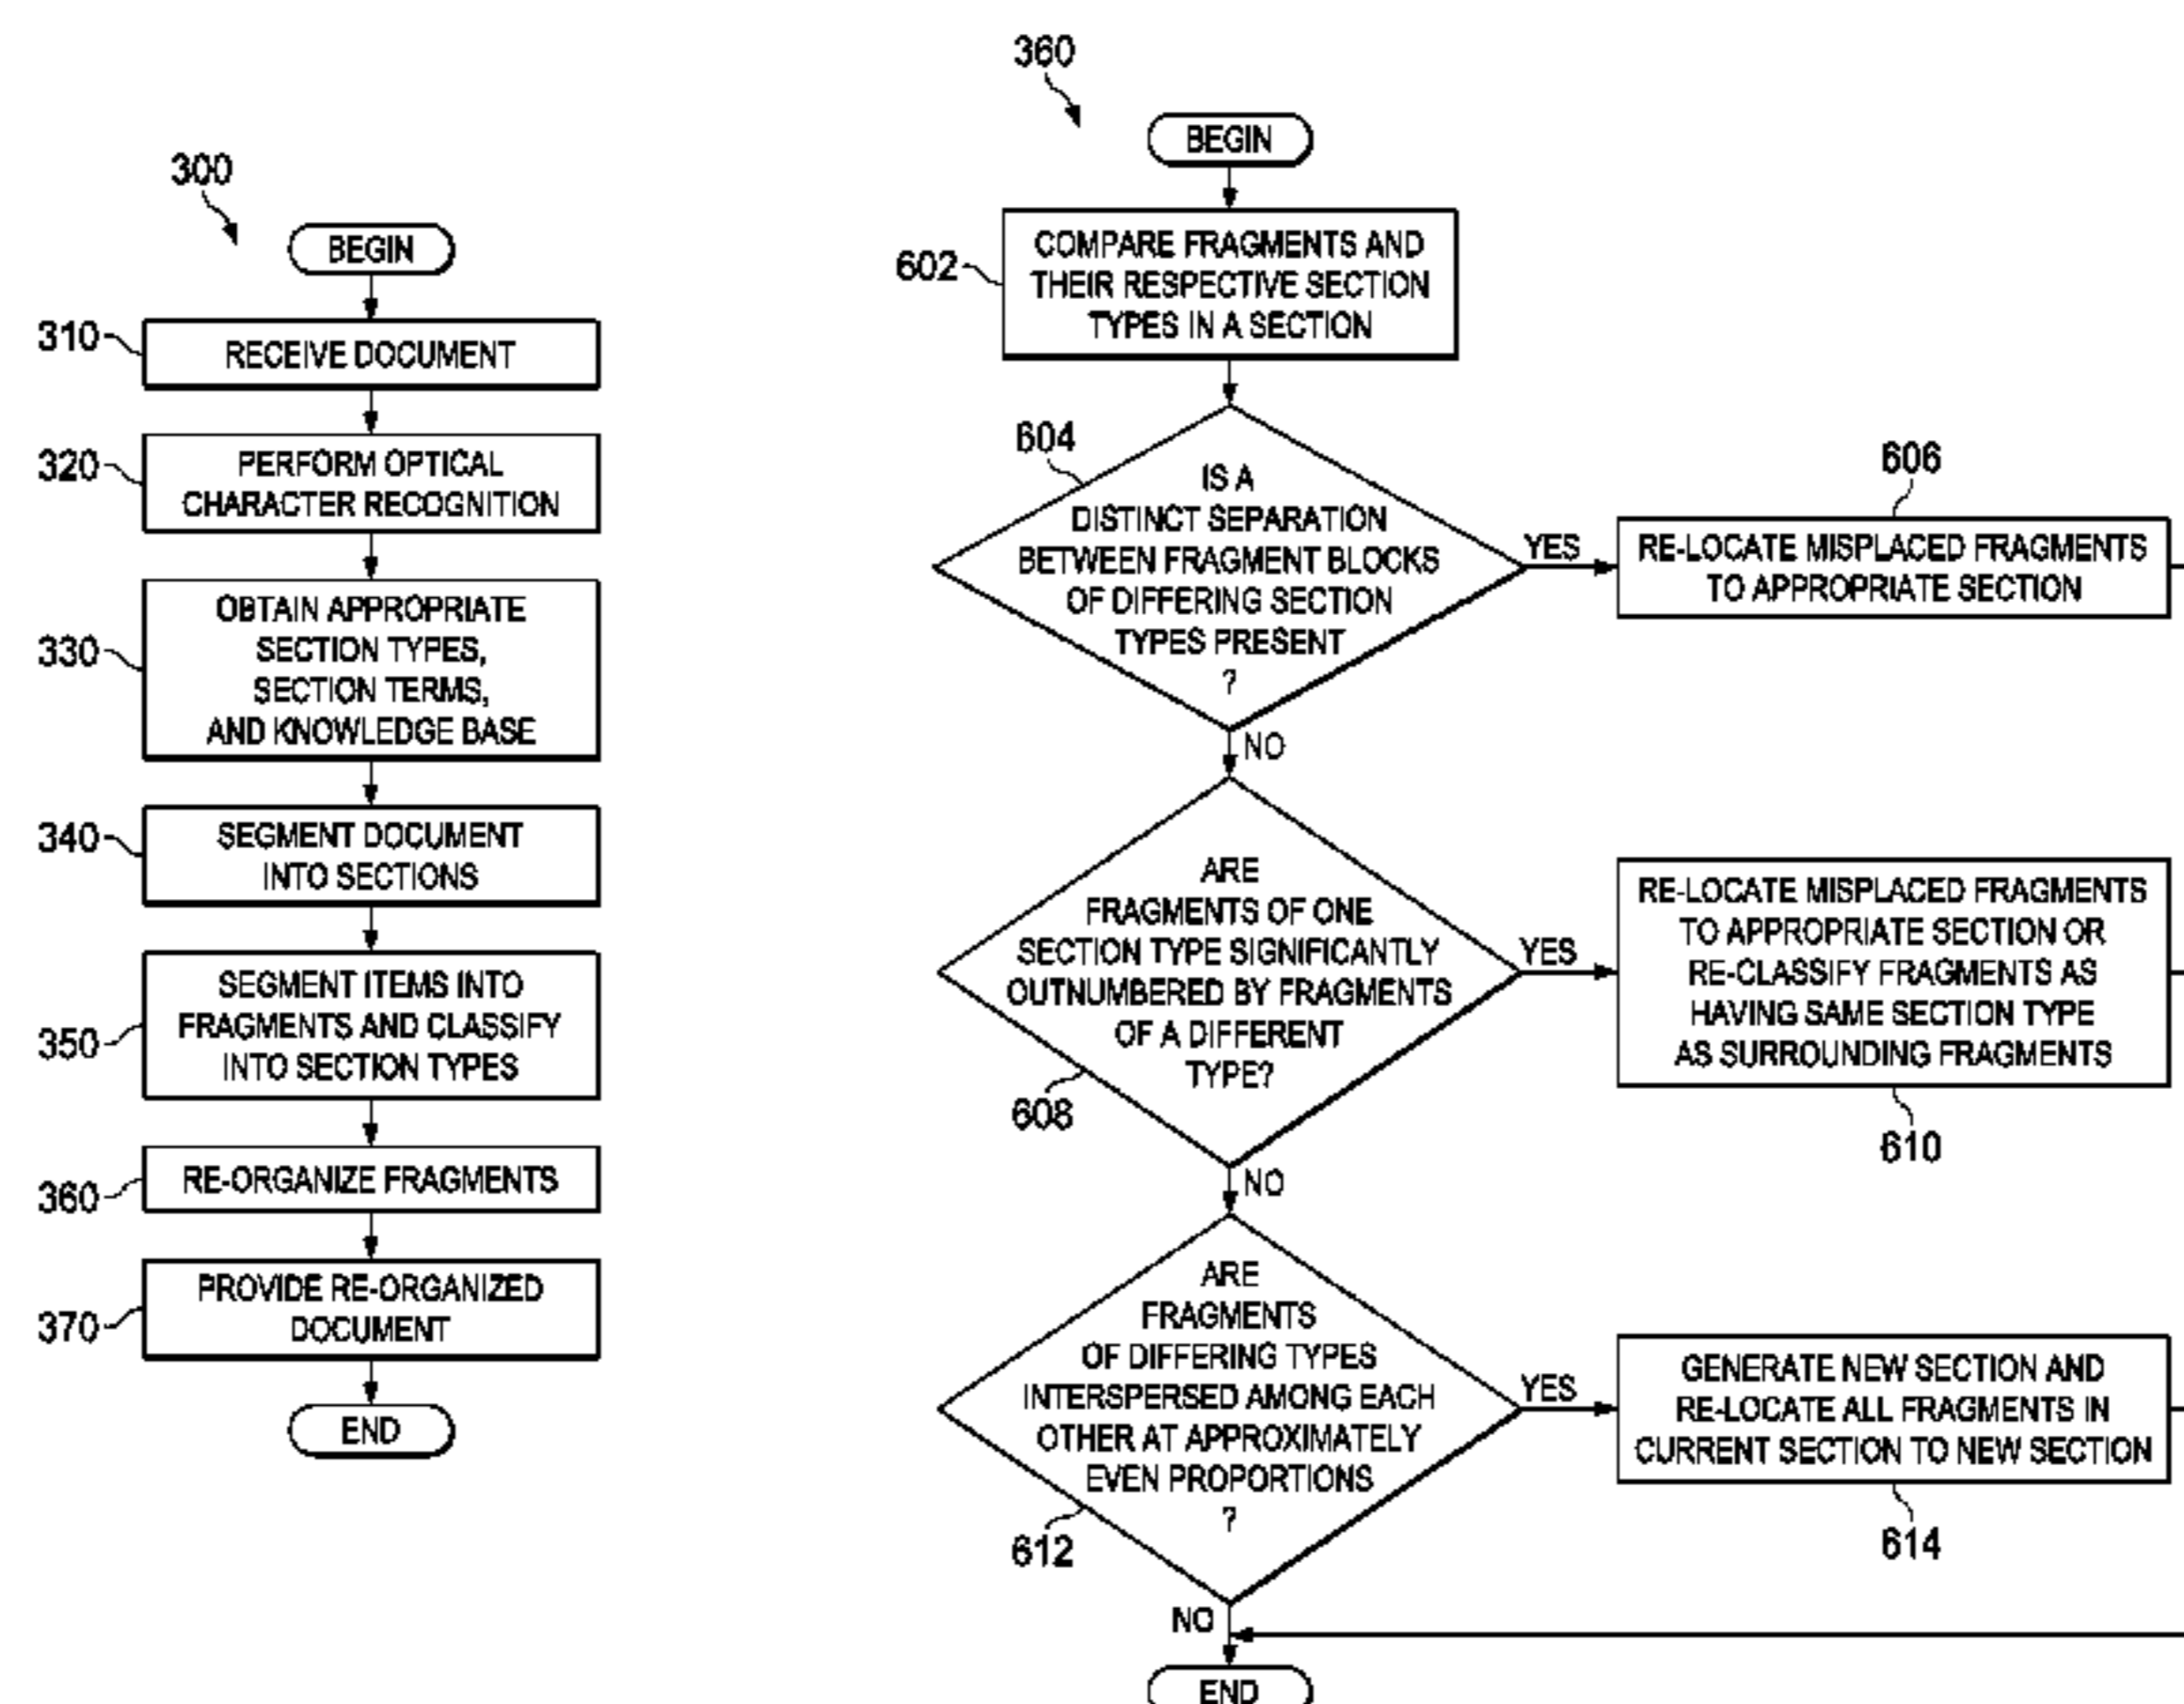 300
BEGIN
310
RECEIVE DOCUMENT
320
PERFORM OPTICAL
CHARACTER RECOGNITION
330
OBTAIN APPROPRIATE
SECTION TYPES,
SECTION TERMS,
AND KNOWLEDGE BASE
340
SEGMENT DOCUMENT
INTO SECTIONS
350
SEGMENT ITEMS INTO
FRAGMENTS AND CLASSIFY
INTO SECTION TYPES
360
RE-ORGANIZE FRAGMENTS
370
PROVIDE RE-ORGANIZED
DOCUMENT
END
360
BEGIN
602
COMPARE FRAGMENTS AND
THEIR RESPECTIVE SECTION
TYPES IN A SECTION
604
IS A
DISTINCT SEPARATION
BETWEEN FRAGMENT BLOCKS
OF DIFFERING SECTION
TYPES PRESENT
?
YES
606
RE-LOCATE MISPLACED FRAGMENTS
TO APPROPRIATE SECTION
NO
608
ARE
FRAGMENTS OF ONE
SECTION TYPE SIGNIFICANTLY
OUTNUMBERED BY FRAGMENTS
OF A DIFFERENT
TYPE?
YES
RE-LOCATE MISPLACED FRAGMENTS
TO APPROPRIATE SECTION OR
RE-CLASSIFY FRAGMENTS AS
HAVING SAME SECTION TYPE
AS SURROUNDING FRAGMENTS
610
NO
612
ARE
FRAGMENTS
OF DIFFERING TYPES
INTERSPERSED AMONG EACH
OTHER AT APPROXIMATELY
EVEN PROPORTIONS
?
YES
GENERATE NEW SECTION AND
RE-LOCATE ALL FRAGMENTS IN
CURRENT SECTION TO NEW SECTION
614
NO
END